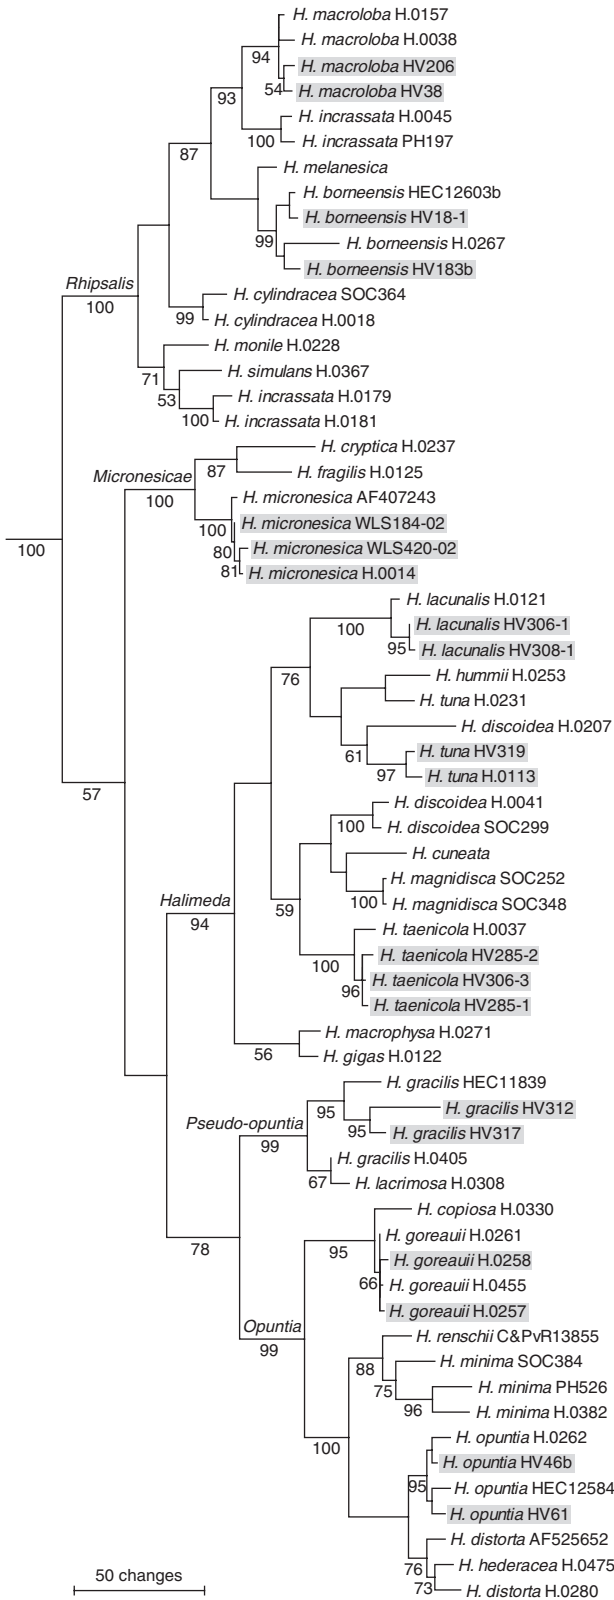 H. macroloba H.0157
H. macroloba H.0038
94
H. macroloba HV206
54
H. macroloba HV38
93
H. incrassata H.0045
100
H. incrassata PH197
87
H. melanesica
H. borneensis HEC12603b
H. borneensis HV18-1
99
H. borneensis H.0267
H. borneensis HV183b
Rhipsalis
100
H. cylindracea SOC364
99
H. cylindracea H.0018
H. monile H.0228
71
H. simulans H.0367
53
H. incrassata H.0179
100
H. incrassata H.0181
H. cryptica H.0237
87
Micronesicae
100
H. fragilis H.0125
H. micronesica AF407243
100
H. micronesica WLS184-02
100
80
H. micronesica WLS420-02
81
H. micronesica H.0014
H. lacunalis H.0121
100
H. lacunalis HV306-1
95
H. lacunalis HV308-1
76
H. hummii H.0253
H. tuna H.0231
H. discoidea H.0207
61
H. tuna HV319
97
H. tuna H.0113
57
H. discoidea H.0041
100
H. discoidea SOC299
H. cuneata
H. magnidisca SOC252
100
H. magnidisca SOC348
59
Halimeda
94
H. taenicola H.0037
100
H. taenicola HV285-2
H. taenicola HV306-3
96
H. taenicola HV285-1
H. macrophysa H.0271
56
H. gigas H.0122
H. gracilis HEC11839
95
H. gracilis HV312
95
Pseudo-opuntia
99
H. gracilis HV317
H. gracilis H.0405
67
H. lacrimosa H.0308
78
H. copiosa H.0330
95
H. goreauii H.0261
H. goreauii H.0258
66
H. goreauii H.0455
H. goreauii H.0257
Opuntia
99
H. renschii C&PvR13855
88
H. minima SOC384
75
H. minima PH526
96
H. minima H.0382
100
H. opuntia H.0262
H. opuntia HV46b
95
H. opuntia HEC12584
H. opuntia HV61
H. distorta AF525652
76
H. hederacea H.0475
73
H. distorta H.0280
50 changes